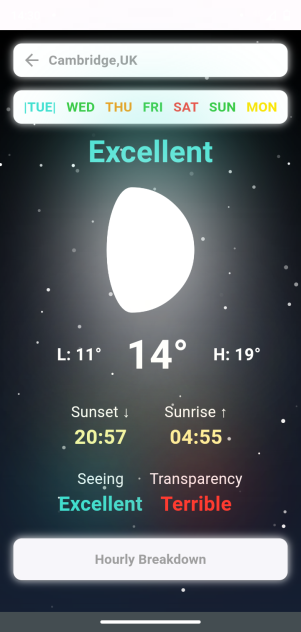 Cambridge,UK
|TUE| WED THU FRI SAT SUN MON
Excellent
L: 11° 14° H: 19°
Sunset ↓ Sunrise ↑
20:57 04:55
Seeing Transparency
Excellent Terrible
Hourly Breakdown